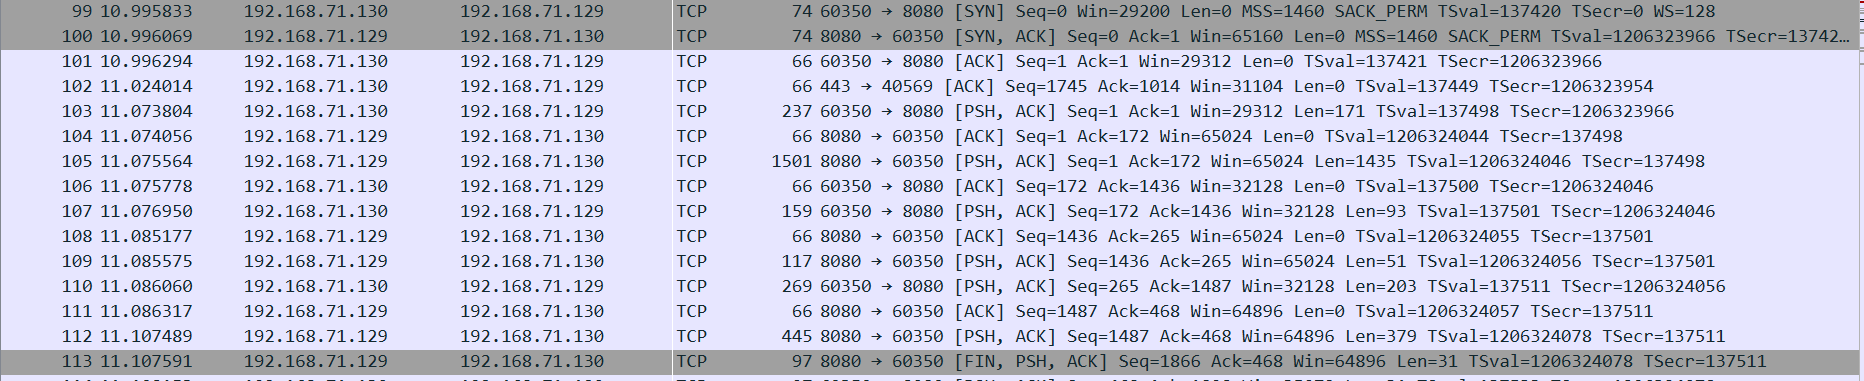 99 10.995833 192.168.71.130 192.168.71.129 TCP 74 60350 → 8080 [SYN] Seq=0 Win=29200 Len=0 MSS=1460 SACK_PERM TSval=137420 TSecr=0 WS=128
100 10.996069 192.168.71.129 192.168.71.130 TCP 74 8080 → 60350 [SYN, ACK] Seq=0 Ack=1 Win=65160 Len=0 MSS=1460 SACK_PERM TSval=1206323966 TSecr=13742…
101 10.996294 192.168.71.130 192.168.71.129 TCP 66 60350 → 8080 [ACK] Seq=1 Ack=1 Win=29312 Len=0 TSval=137421 TSecr=1206323966
102 11.024014 192.168.71.130 192.168.71.129 TCP 66 443 → 40569 [ACK] Seq=1745 Ack=1014 Win=31104 Len=0 TSval=137449 TSecr=1206323954
103 11.073804 192.168.71.130 192.168.71.129 TCP 237 60350 → 8080 [PSH, ACK] Seq=1 Ack=1 Win=29312 Len=171 TSval=137498 TSecr=1206323966
104 11.074056 192.168.71.129 192.168.71.130 TCP 66 8080 → 60350 [ACK] Seq=1 Ack=172 Win=65024 Len=0 TSval=1206324044 TSecr=137498
105 11.075564 192.168.71.129 192.168.71.130 TCP 1501 8080 → 60350 [PSH, ACK] Seq=1 Ack=172 Win=65024 Len=1435 TSval=1206324046 TSecr=137498
106 11.075778 192.168.71.130 192.168.71.129 TCP 66 60350 → 8080 [ACK] Seq=172 Ack=1436 Win=32128 Len=0 TSval=137500 TSecr=1206324046
107 11.076950 192.168.71.130 192.168.71.129 TCP 159 60350 → 8080 [PSH, ACK] Seq=172 Ack=1436 Win=32128 Len=93 TSval=137501 TSecr=1206324046
108 11.085177 192.168.71.129 192.168.71.130 TCP 66 8080 → 60350 [ACK] Seq=1436 Ack=265 Win=65024 Len=0 TSval=1206324055 TSecr=137501
109 11.085575 192.168.71.129 192.168.71.130 TCP 117 8080 → 60350 [PSH, ACK] Seq=1436 Ack=265 Win=65024 Len=51 TSval=1206324056 TSecr=137501
110 11.086060 192.168.71.130 192.168.71.129 TCP 269 60350 → 8080 [PSH, ACK] Seq=265 Ack=1487 Win=32128 Len=203 TSval=137511 TSecr=1206324056
111 11.086317 192.168.71.129 192.168.71.130 TCP 66 8080 → 60350 [ACK] Seq=1487 Ack=468 Win=64896 Len=0 TSval=1206324057 TSecr=137511
112 11.107489 192.168.71.129 192.168.71.130 TCP 445 8080 → 60350 [PSH, ACK] Seq=1487 Ack=468 Win=64896 Len=379 TSval=1206324078 TSecr=137511
113 11.107591 192.168.71.129 192.168.71.130 TCP 97 8080 → 60350 [FIN, PSH, ACK] Seq=1866 Ack=468 Win=64896 Len=31 TSval=1206324078 TSecr=137511